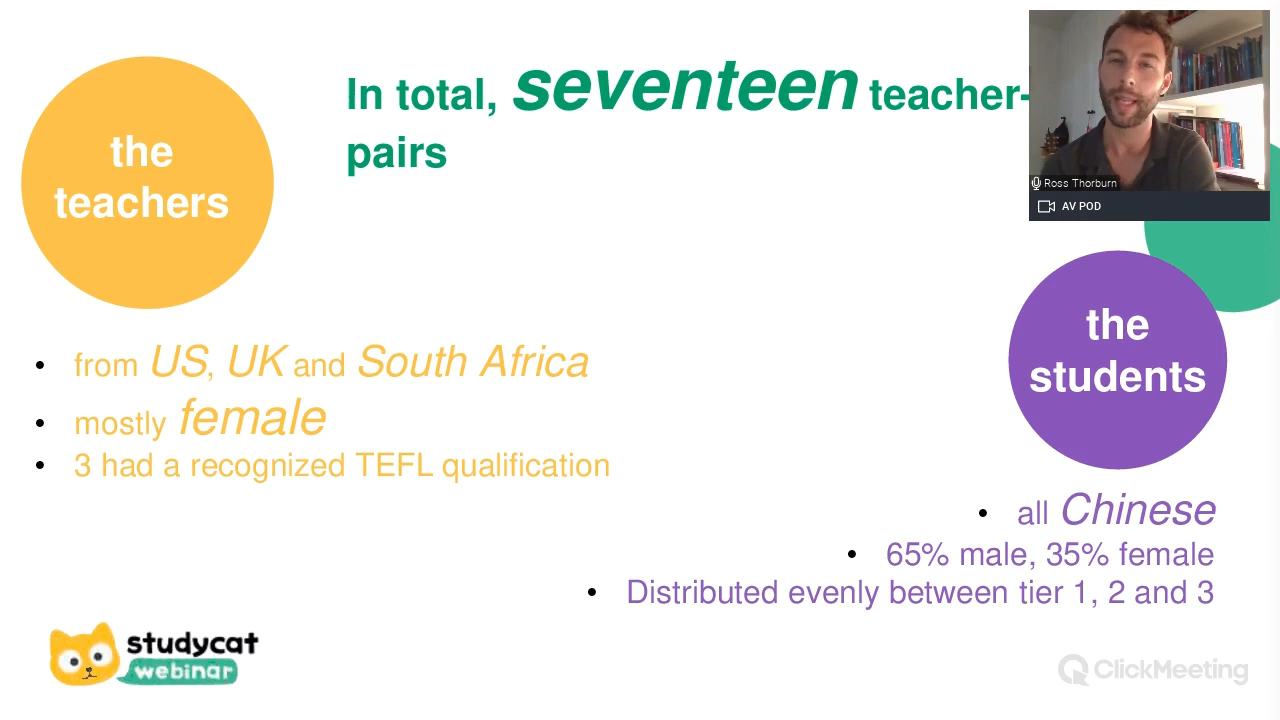 In total, seventeen teacher-
pairs
the
teachers
Ross Thorburn
AV POD
from US, UK and South Africa
mostly female
3 had a recognized TEFL qualification
the
students
all Chinese
65% male, 35% female
Distributed evenly between tier 1, 2 and 3
studycat
webinar
ClickMeeting